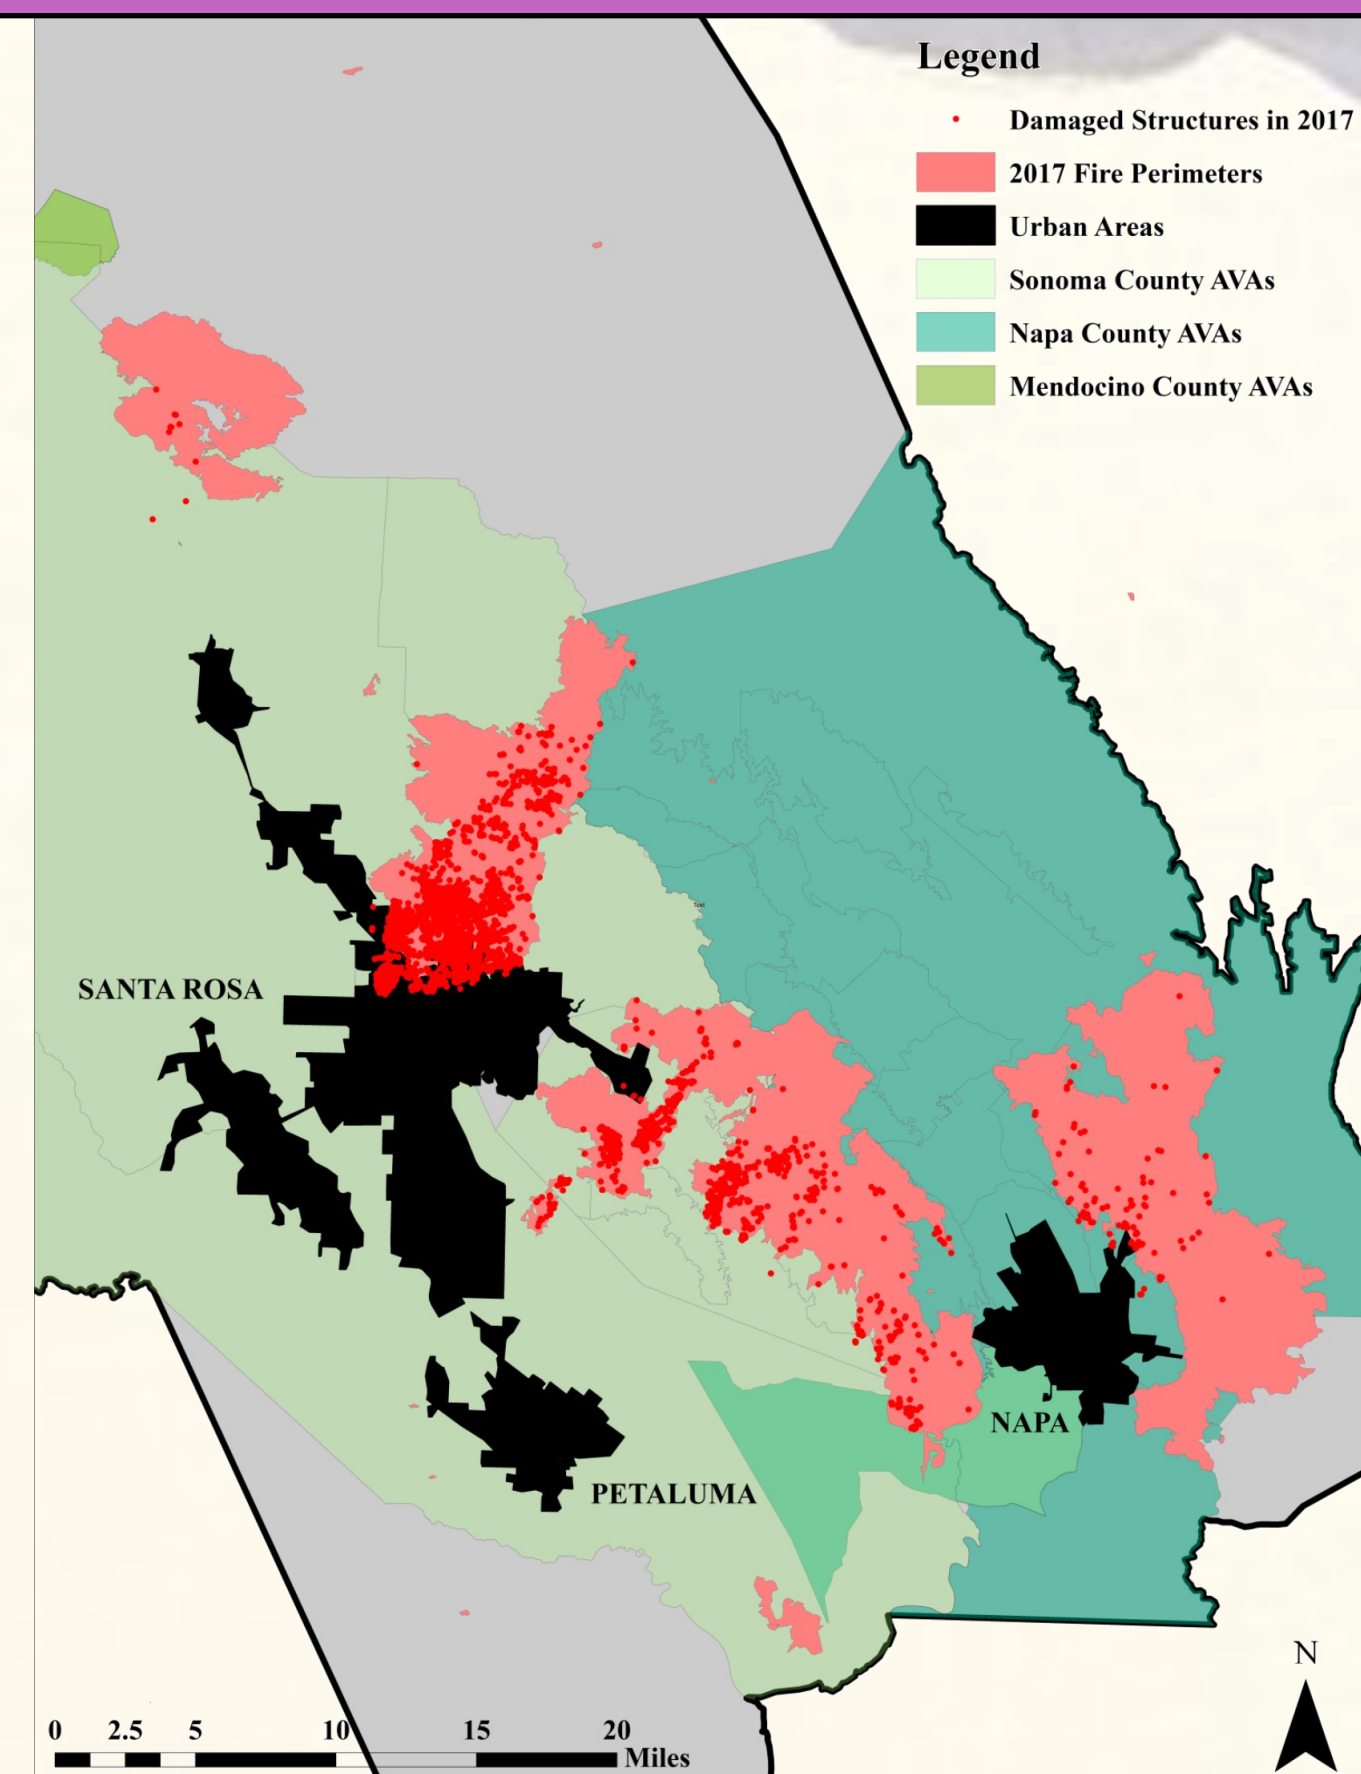 Legend
Damaged Structures in 2017
2017 Fire Perimeters
Urban Areas
Sonoma County AVAs
Napa County AVAs
Mendocino County AVAs
SANTA ROSA
NAPA
PETALUMA
N
0 2.5 5 10 15 20
Miles